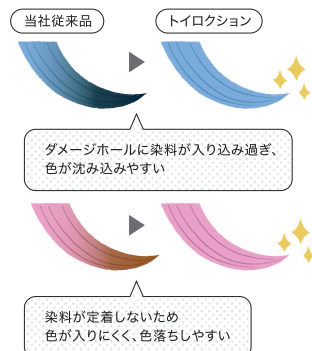 当社従来品
トイロクション
ダメージホールに染料が入り込み過ぎ、
色が沈み込みやすい
染料が定着しないため
色が入りにくく、色落ちしやすい